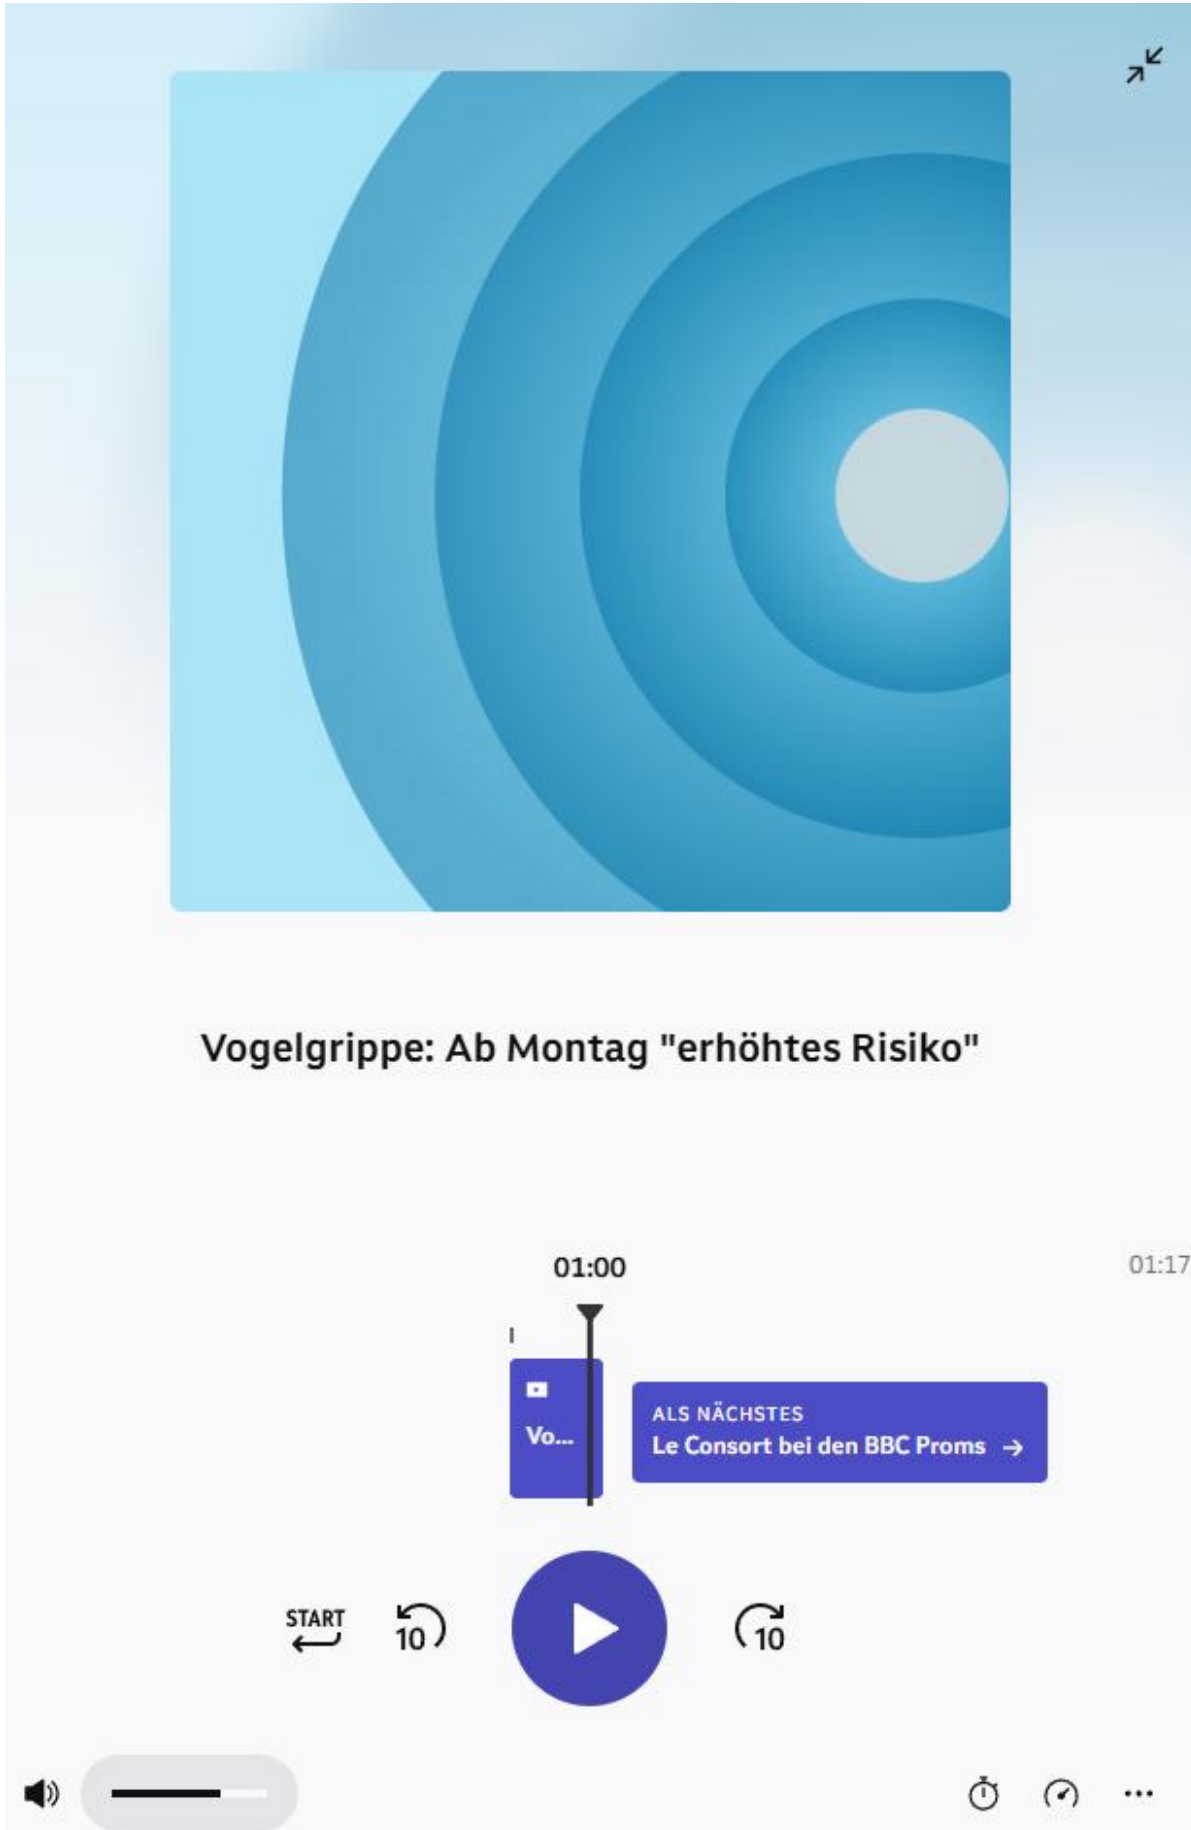 Vogelgrippe: Ab Montag "erhöhtes Risiko"
01:00
01:17
Vo...
ALS NÄCHSTES
Le Consort bei den BBC Proms →
START
10
10